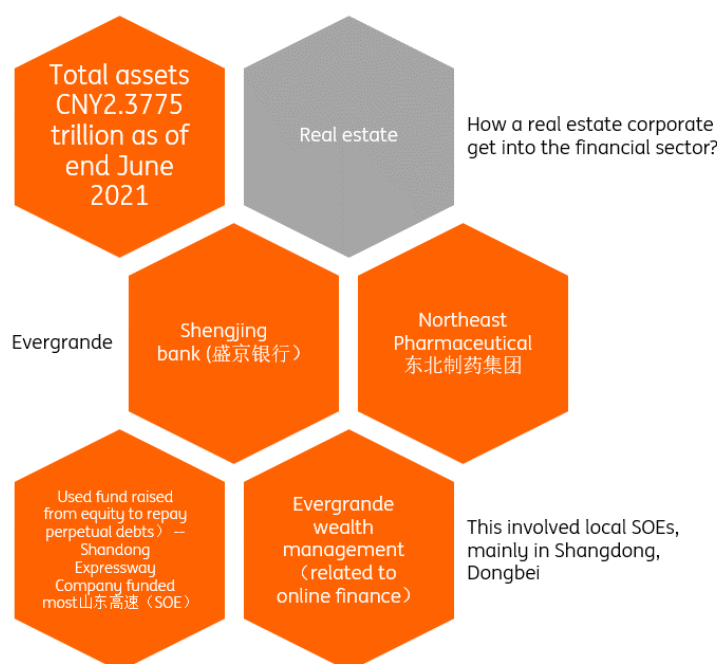 Total assets
CNY2.3775
trillion as of
end June
2021
Real estate
How a real estate corporate
get into the financial sector?
Evergrande
Shengjing
bank (盛京银行）
Northeast
Pharmaceutical
东北制药集团
Used fund raised
from equity to repay
perpetual debts） –
Shandong
Expressway
Company funded
most山东高速（SOE）
Evergrande
wealth
management
（related to
online finance）
This involved local SOEs,
mainly in Shangdong,
Dongbei